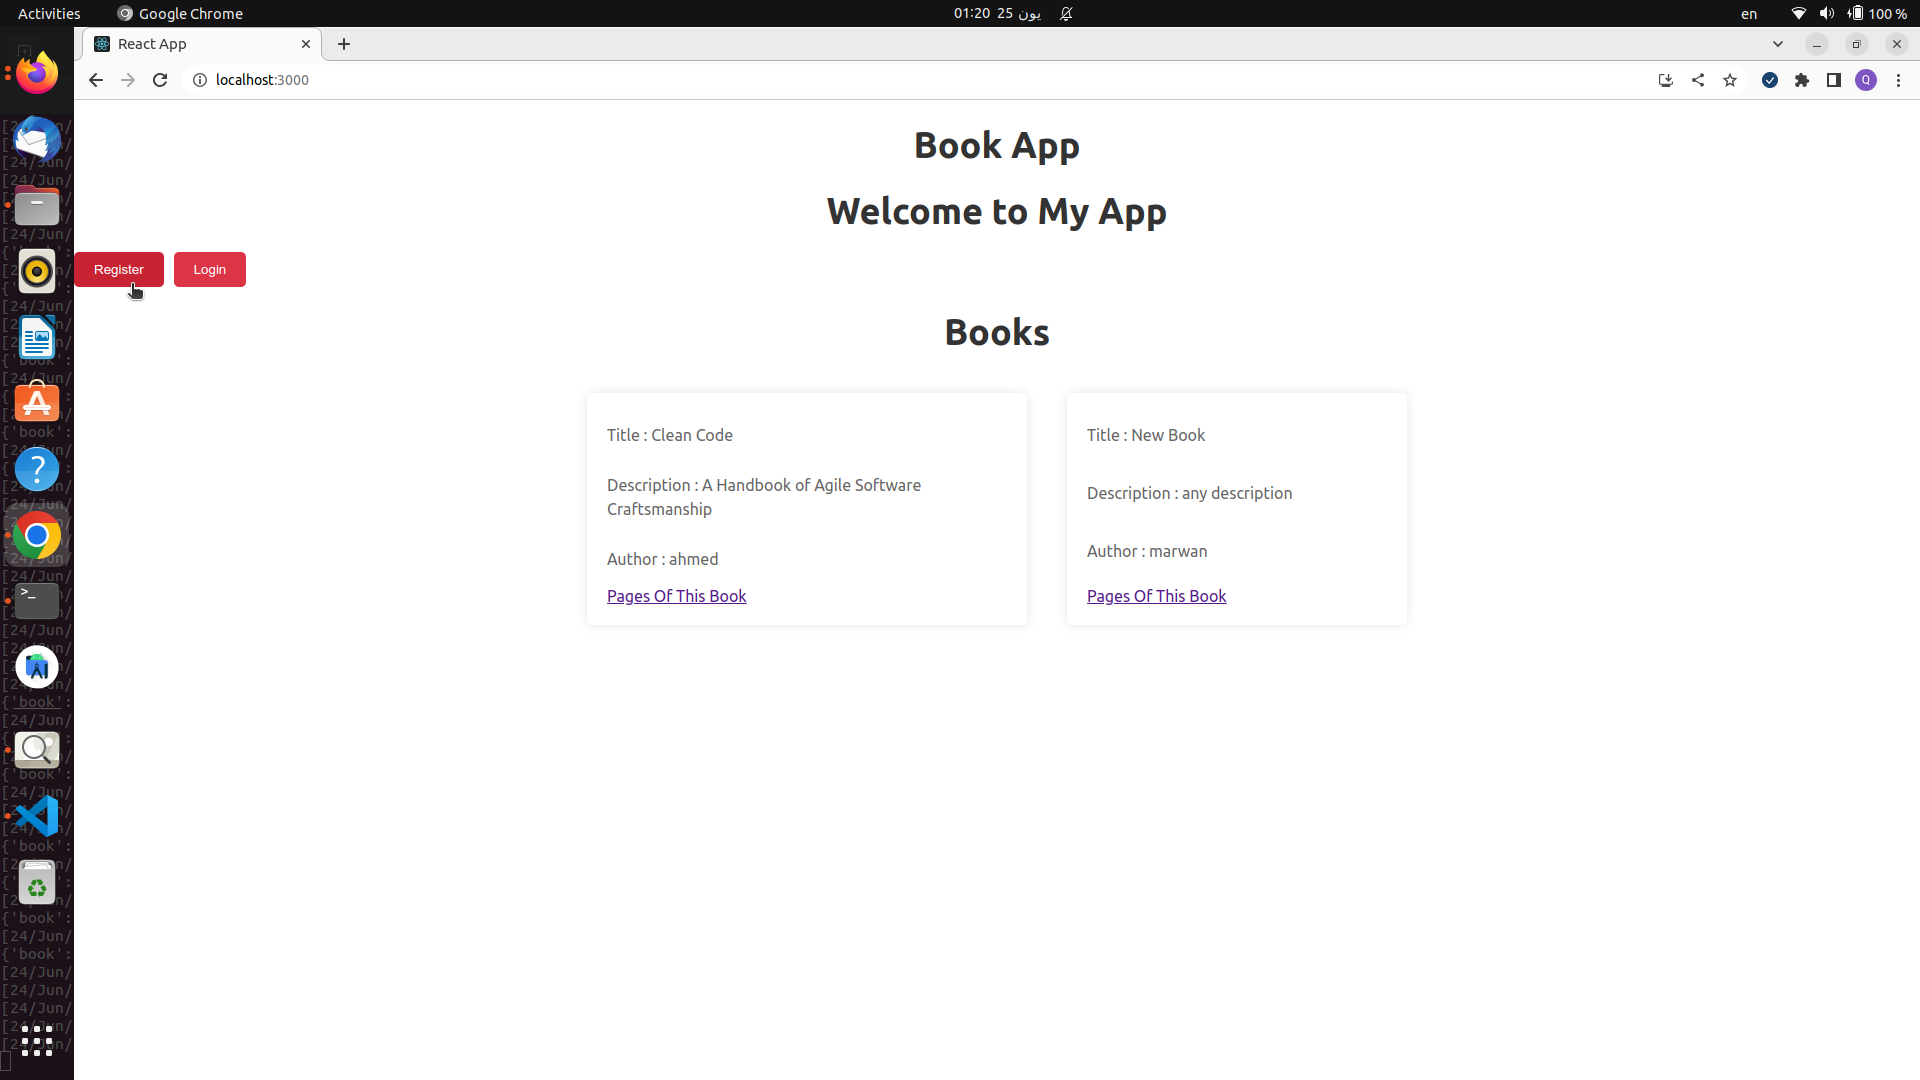 Activities
Google Chrome
01:20 25 يون
en
100 %
React App
localhost:3000
Q
Book App
Welcome to My App
Register
Login
Books
Title : Clean Code
Description : A Handbook of Agile Software
Craftsmanship
Author : ahmed
Pages Of This Book
Title : New Book
Description : any description
Author : marwan
Pages Of This Book